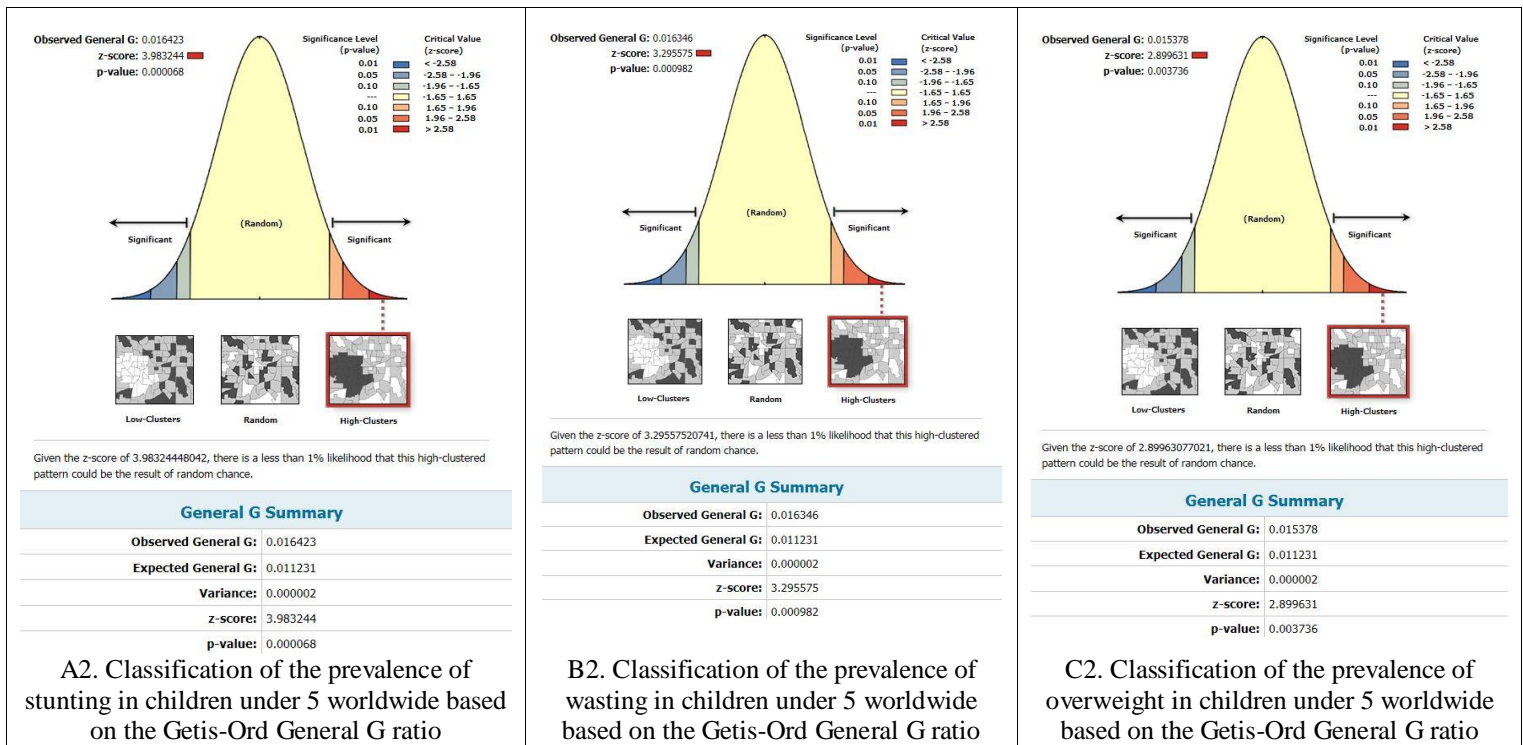 Observed General G: 0.016423
z-score: 3.983244
p-value: 0.000068
Significance Level
(p-value)
Critical Value
(z-score)
0.01 < -2.58
0.05 -2.58 – -1.96
0.10 -1.96 – -1.65
--- -1.65 – 1.65
0.10 1.65 – 1.96
0.05 1.96 – 2.58
0.01 > 2.58
(Random)
Significant
Significant
Low-Clusters
Random
High-Clusters
Given the z-score of 3.98324448042, there is a less than 1% likelihood that this high-clustered
pattern could be the result of random chance.
General G Summary
Observed General G: 0.016423
Expected General G: 0.011231
Variance: 0.000002
z-score: 3.983244
p-value: 0.000068
A2. Classification of the prevalence of
stunting in children under 5 worldwide based
on the Getis-Ord General G ratio
Observed General G: 0.016346
z-score: 3.295575
p-value: 0.000982
Significance Level
(p-value)
Critical Value
(z-score)
0.01 < -2.58
0.05 -2.58 – -1.96
0.10 -1.96 – -1.65
--- -1.65 – 1.65
0.10 1.65 – 1.96
0.05 1.96 – 2.58
0.01 > 2.58
(Random)
Significant
Significant
Low-Clusters
Random
High-Clusters
Given the z-score of 3.29557520741, there is a less than 1% likelihood that this high-clustered
pattern could be the result of random chance.
General G Summary
Observed General G: 0.016346
Expected General G: 0.011231
Variance: 0.000002
z-score: 3.295575
p-value: 0.000982
B2. Classification of the prevalence of
wasting in children under 5 worldwide
based on the Getis-Ord General G ratio
Observed General G: 0.015378
z-score: 2.899631
p-value: 0.003736
Significance Level
(p-value)
Critical Value
(z-score)
0.01 < -2.58
0.05 -2.58 – -1.96
0.10 -1.96 – -1.65
--- -1.65 – 1.65
0.10 1.65 – 1.96
0.05 1.96 – 2.58
0.01 > 2.58
(Random)
Significant
Significant
Low-Clusters
Random
High-Clusters
Given the z-score of 2.89963077021, there is a less than 1% likelihood that this high-clustered
pattern could be the result of random chance.
General G Summary
Observed General G: 0.015378
Expected General G: 0.011231
Variance: 0.000002
z-score: 2.899631
p-value: 0.003736
C2. Classification of the prevalence of
overweight in children under 5 worldwide
based on the Getis-Ord General G ratio